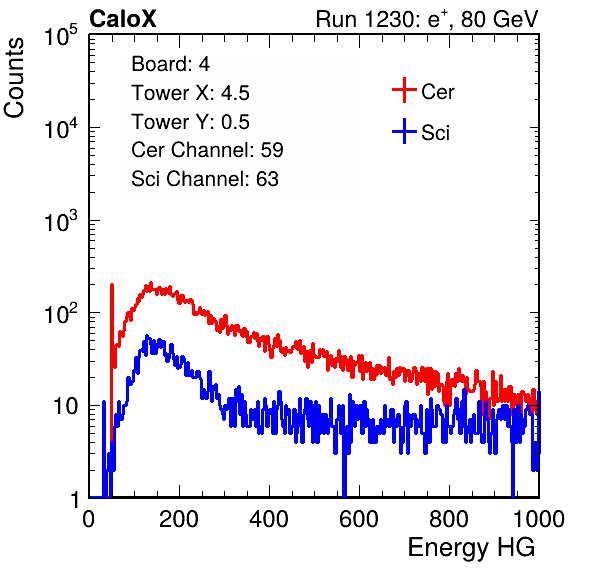 CaloX Run 1230: e⁺, 80 GeV
Counts
Board: 4
Tower X: 4.5
Tower Y: 0.5
Cer Channel: 59
Sci Channel: 63
Cer
Sci
10⁵
10⁴
10³
10²
10
1
0 200 400 600 800 1000
Energy HG